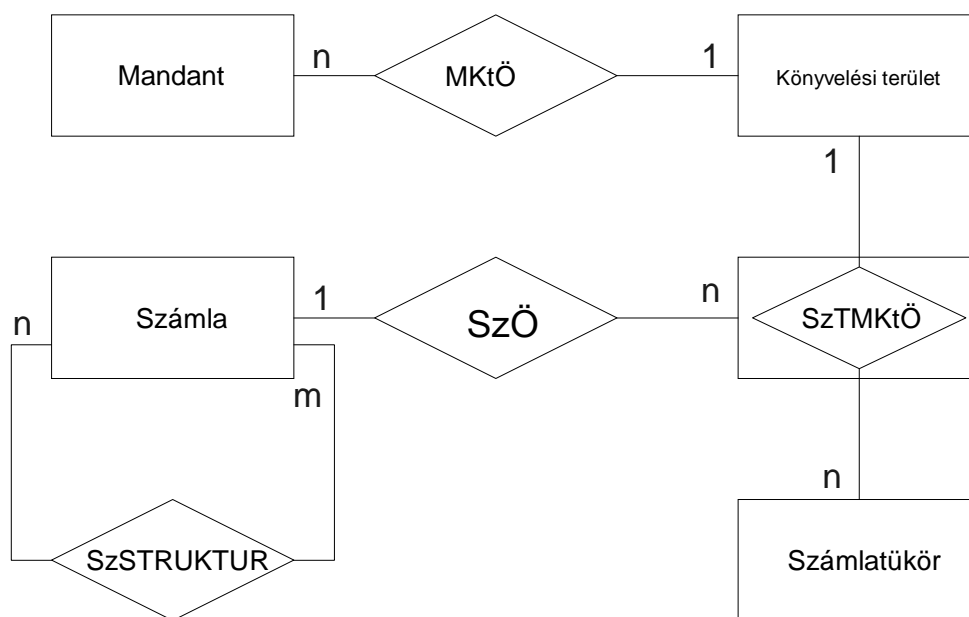 Mandant
n
MKtÖ
1
Könyvelési terület
1
Számla
1
SzÖ
n
SzTMKtÖ
n
m
n
SzSTRUKTUR
Számlatükör